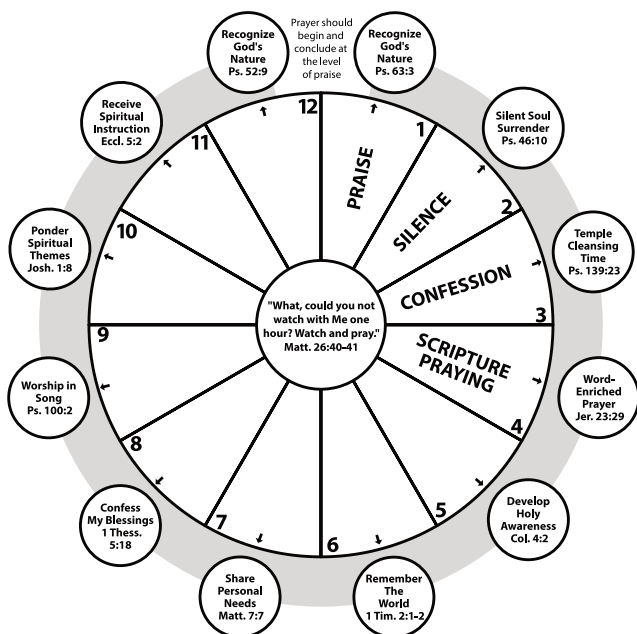 Prayer should
begin and
conclude at
the level
of praise
Recognize
God's
Nature
Ps. 63:3
Silent Soul
Surrender
Ps. 46:10
Temple
Cleansing
Time
Ps. 139:23
Word-
Enriched
Prayer
Jer. 23:29
Develop
Holy
Awareness
Col. 4:2
Remember
The
World
1 Tim. 2:1–2
Share
Personal
Needs
Matt. 7:7
Confess
My Blessings
1 Thess.
5:18
Worship in
Song
Ps. 100:2
Ponder
Spiritual
Themes
Josh. 1:8
Receive
Spiritual
Instruction
Eccl. 5:2
Recognize
God's
Nature
Ps. 52:9
12
1
2
3
4
5
6
7
8
9
10
11
PRAISE
SILENCE
CONFESSION
SCRIPTURE
PRAYING
"What, could you not
watch with Me one
hour? Watch and pray."
Matt. 26:40–41